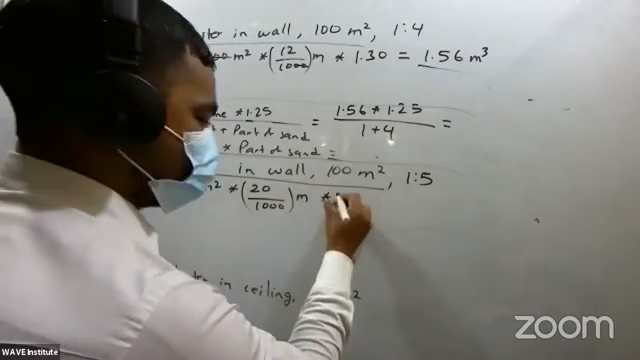 in wall, 100 m², 1:4
m² * (12/1000) m * 1.30 = 1.56 m³
* 1.25 = 1.56 * 1.25 / 1 + 4 =
+ Part of sand
* Part of sand =
in wall, 100 m², 1:5
m² * (20/1000) m *
in ceiling,
zoom
WAVE Institute